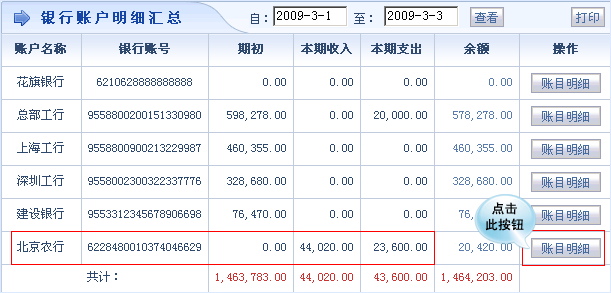 银行账户明细汇总 自: 2009-3-1 至: 2009-3-3 查看 打印
账户名称 银行账号 期初 本期收入 本期支出 余额 操作
花旗银行 6210628888888888 0.00 0.00 0.00 0.00 账目明细
总部工行 9558800200151330980 598,278.00 0.00 20,000.00 578,278.00 账目明细
上海工行 9558800900213229987 460,355.00 0.00 0.00 460,355.00 账目明细
深圳工行 9558002300322337776 328,680.00 0.00 0.00 328,680.00 账目明细
建设银行 9553312345678906698 76,470.00 0.00 0.00 76, 账目明细
点击
此按钮
北京农行 6228480010374046629 0.00 44,020.00 23,600.00 20,420.00 账目明细
共计: 1,463,783.00 44,020.00 43,600.00 1,464,203.00